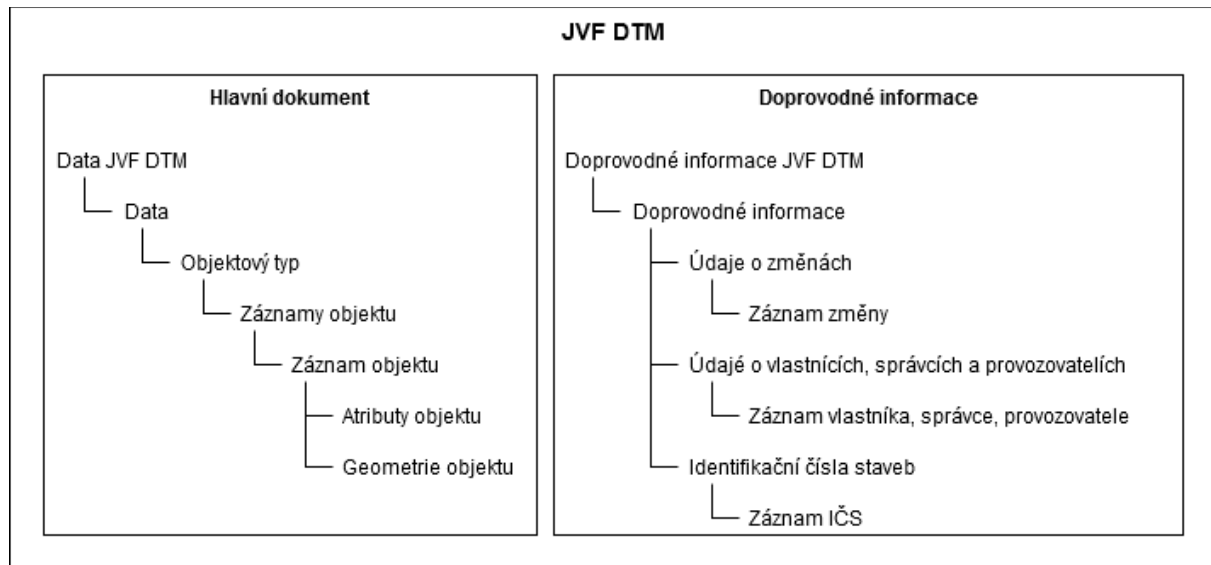 JVF DTM
Hlavní dokument
Data JVF DTM
Data
Objektový typ
Záznamy objektu
Záznam objektu
Atributy objektu
Geometrie objektu
Doprovodné informace
Doprovodné informace JVF DTM
Doprovodné informace
Údaje o změnách
Záznam změny
Údajé o vlastnících, správcích a provozovatelích
Záznam vlastníka, správce, provozovatele
Identifikační čísla staveb
Záznam IČS